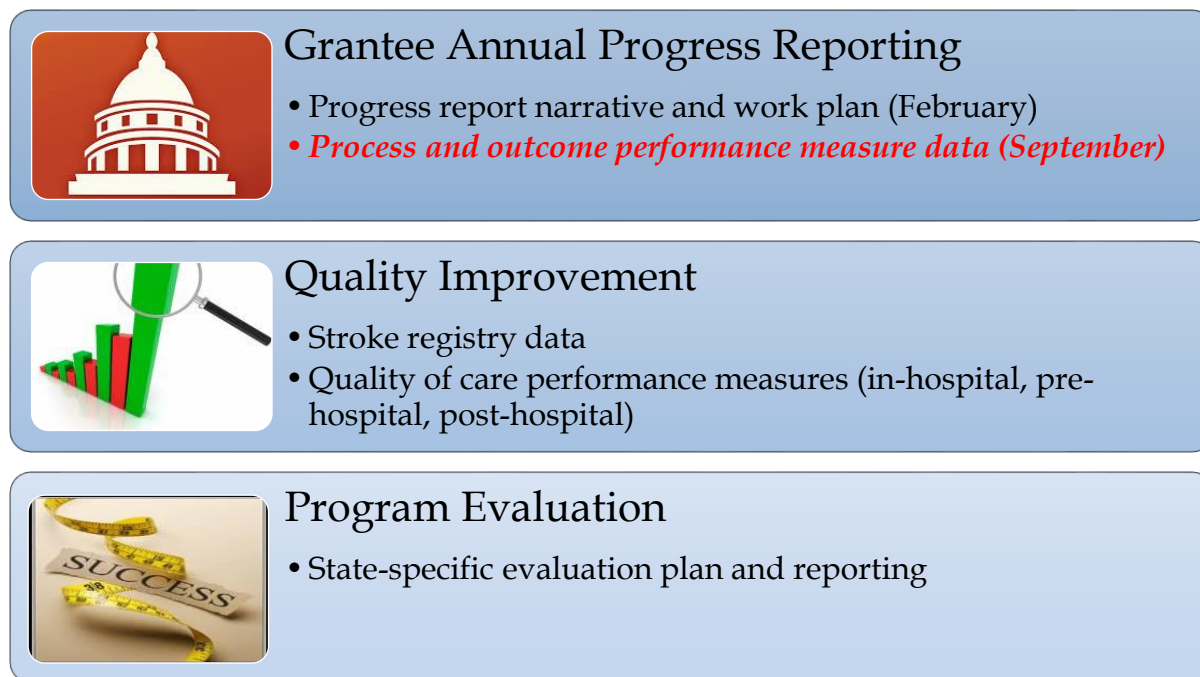 Grantee Annual Progress Reporting
• Progress report narrative and work plan (February)
• Process and outcome performance measure data (September)
Quality Improvement
• Stroke registry data
• Quality of care performance measures (in-hospital, pre-
hospital, post-hospital)
Program Evaluation
• State-specific evaluation plan and reporting
SUCCESS